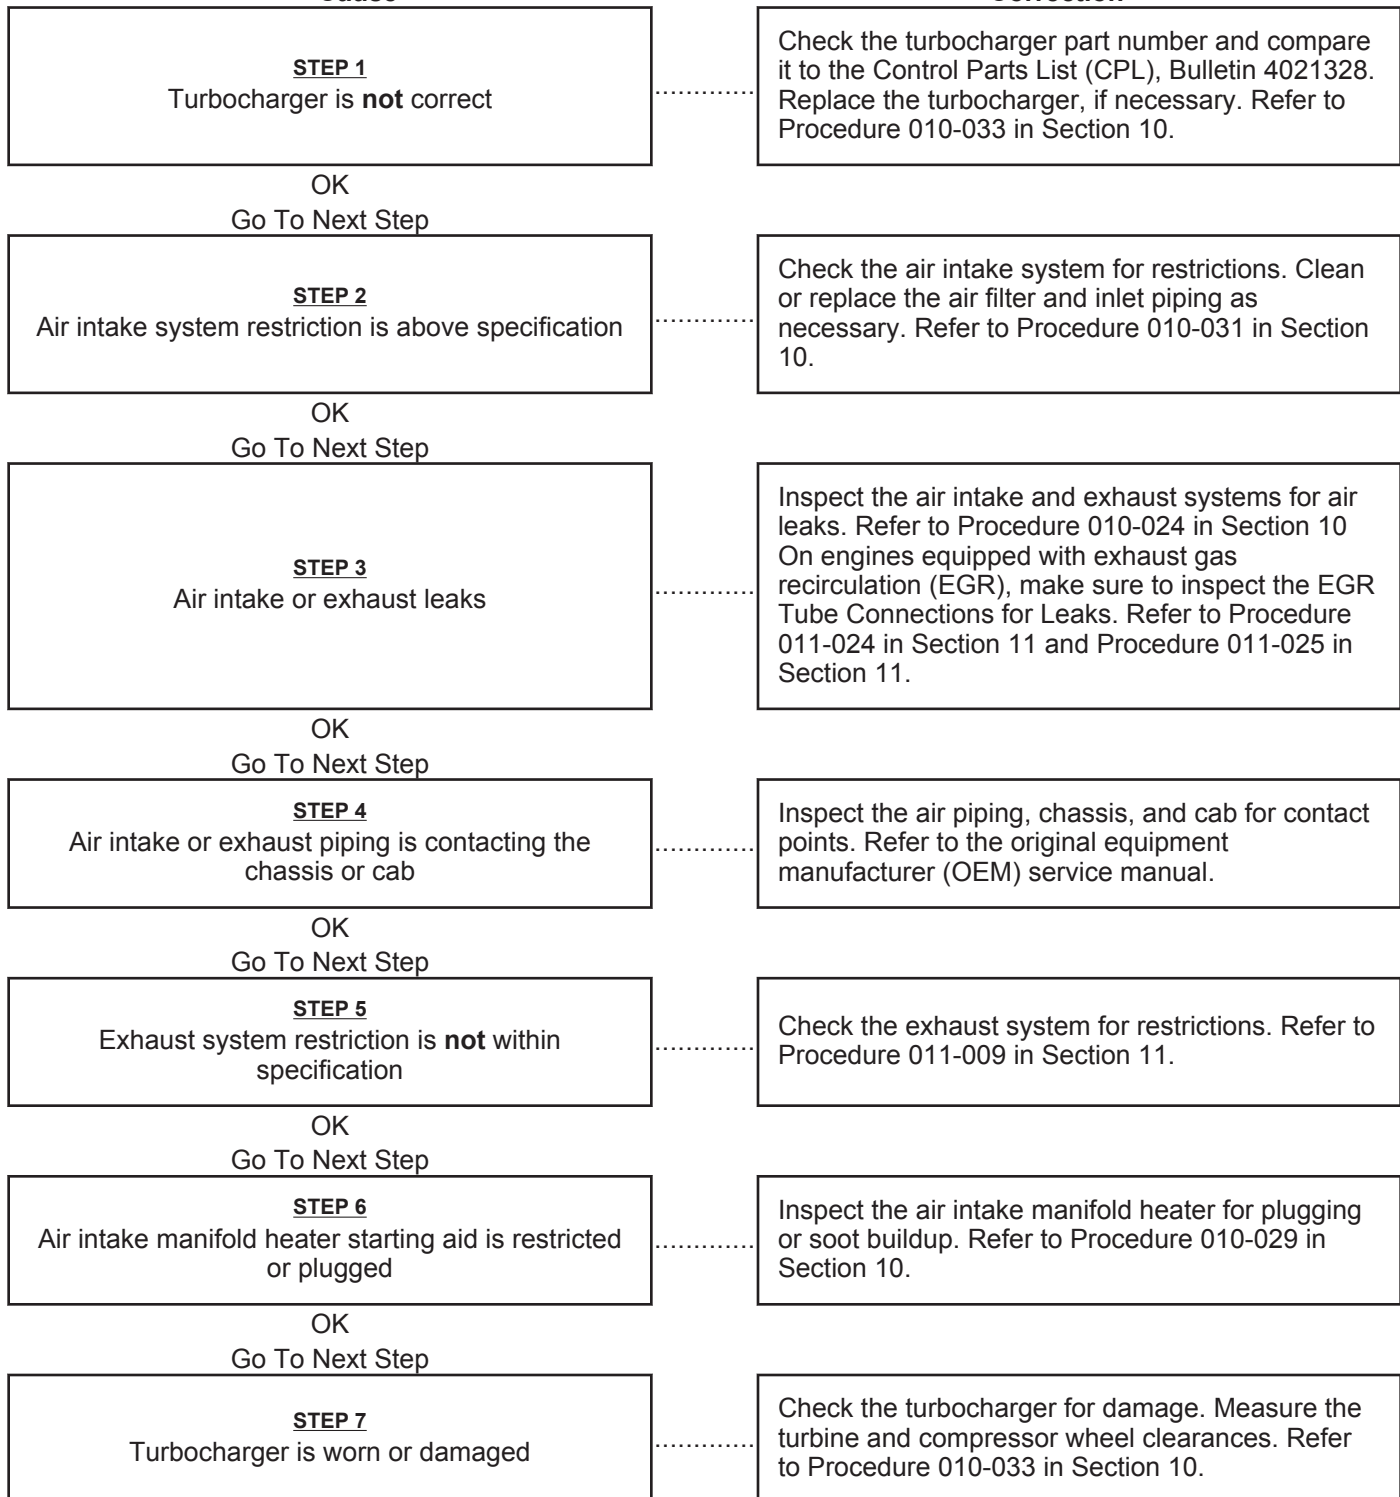 STEP 1
Turbocharger is not correct
..............
Check the turbocharger part number and compare
it to the Control Parts List (CPL), Bulletin 4021328.
Replace the turbocharger, if necessary. Refer to
Procedure 010-033 in Section 10.
OK
Go To Next Step
STEP 2
Air intake system restriction is above specification
..............
Check the air intake system for restrictions. Clean
or replace the air filter and inlet piping as
necessary. Refer to Procedure 010-031 in Section
10.
OK
Go To Next Step
STEP 3
Air intake or exhaust leaks
..............
Inspect the air intake and exhaust systems for air
leaks. Refer to Procedure 010-024 in Section 10
On engines equipped with exhaust gas
recirculation (EGR), make sure to inspect the EGR
Tube Connections for Leaks. Refer to Procedure
011-024 in Section 11 and Procedure 011-025 in
Section 11.
OK
Go To Next Step
STEP 4
Air intake or exhaust piping is contacting the
chassis or cab
..............
Inspect the air piping, chassis, and cab for contact
points. Refer to the original equipment
manufacturer (OEM) service manual.
OK
Go To Next Step
STEP 5
Exhaust system restriction is not within
specification
..............
Check the exhaust system for restrictions. Refer to
Procedure 011-009 in Section 11.
OK
Go To Next Step
STEP 6
Air intake manifold heater starting aid is restricted
or plugged
..............
Inspect the air intake manifold heater for plugging
or soot buildup. Refer to Procedure 010-029 in
Section 10.
OK
Go To Next Step
STEP 7
Turbocharger is worn or damaged
..............
Check the turbocharger for damage. Measure the
turbine and compressor wheel clearances. Refer
to Procedure 010-033 in Section 10.